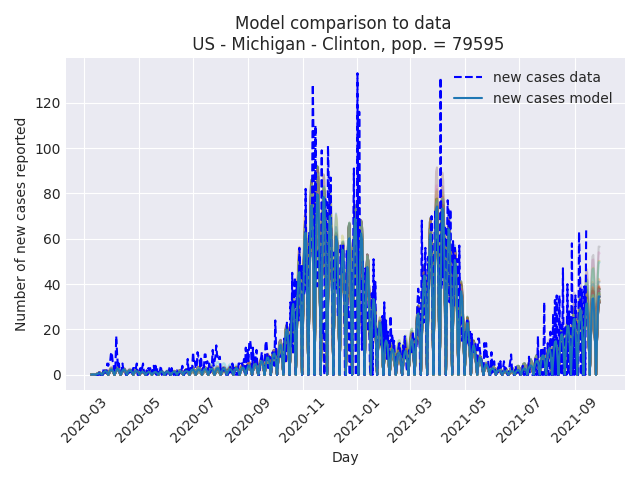 Model comparison to data
US - Michigan - Clinton, pop. = 79595
new cases data
new cases model
Number of new cases reported
120
100
80
60
40
20
0
2020-03
2020-05
2020-07
2020-09
2020-11
2021-01
2021-03
2021-05
2021-07
2021-09
Day